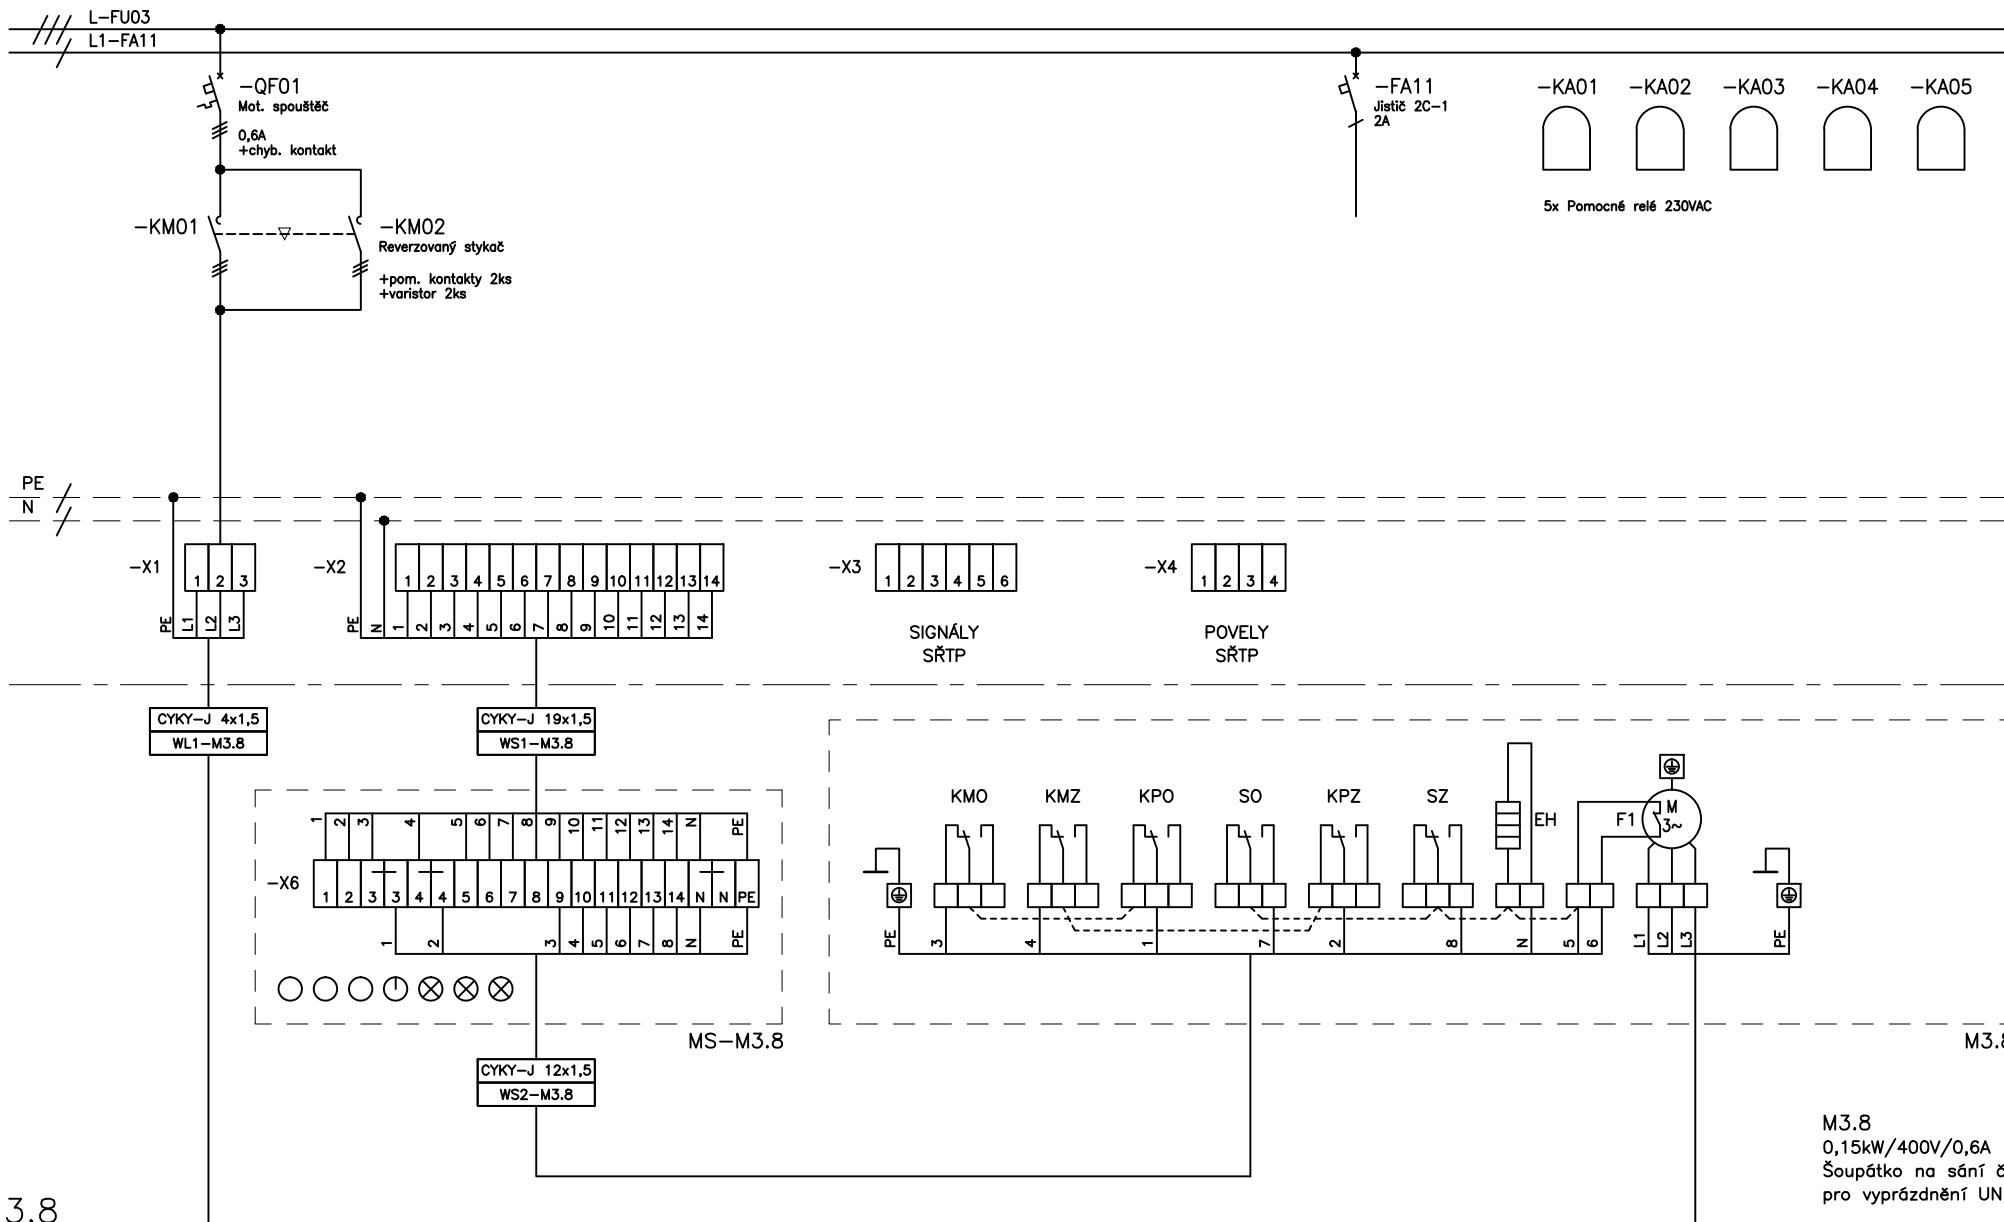 L-FU03
L1-FA11
-QF01
Mot. spouštěč
0,6A
+chyb. kontakt
-FA11
Jistič 2C-1
2A
-KA01 -KA02 -KA03 -KA04 -KA05
5x Pomocné relé 230VAC
-KM01
-KM02
Reverzovaný stykač
+pom. kontakty 2ks
+varistor 2ks
PE
N
-X1
1 2 3
-X2
1 2 3 4 5 6 7 8 9 10 11 12 13 14
-X3
1 2 3 4 5 6
-X4
1 2 3 4
PE L1 L2 L3
PE N 1 2 3 4 5 6 7 8 9 10 11 12 13 14
SIGNÁLY
SŘTP
POVELY
SŘTP
CYKY-J 4x1,5
WL1-M3.8
CYKY-J 19x1,5
WS1-M3.8
1 2 3 4 5 6 7 8 9 10 11 12 13 14 N PE
-X6
1 2 3 3 4 4 5 6 7 8 9 10 11 12 13 14 N N PE
1 2 3 4 5 6 7 8 N PE
MS-M3.8
CYKY-J 12x1,5
WS2-M3.8
KMO KMZ KPO SO KPZ SZ
EH
F1
M
3~
PE 3 4 1 7 2 8 N 5 6 L1 L2 L3 PE
M3.8
M3.8
0,15kW/400V/0,6A
Šoupátko na sání č
pro vyprázdnění UN
3.8